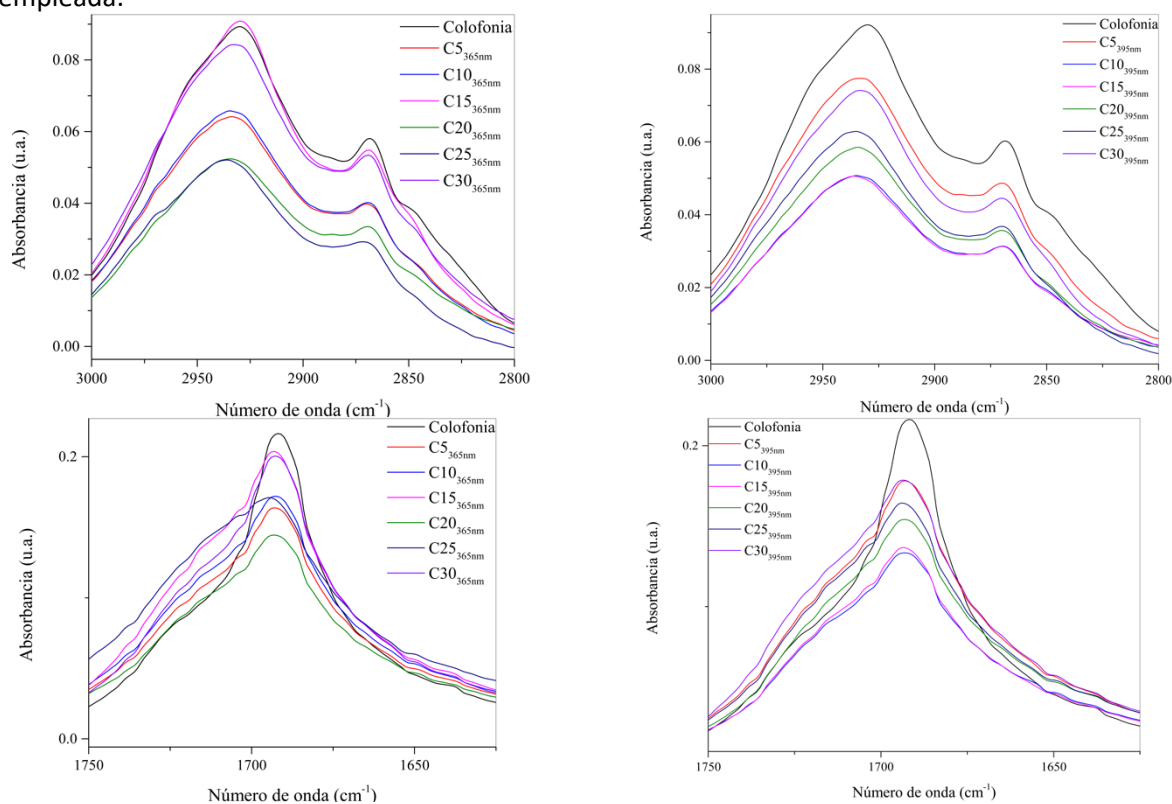 empleada.
Colofonia
C5365nm
C10365nm
C15365nm
C20365nm
C25365nm
C30365nm
0.08
0.06
0.04
0.02
0.00
3000
2950
2900
2850
2800
Absorbancia (u.a.)
Número de onda (cm-1)
Colofonia
C5395nm
C10395nm
C15395nm
C20395nm
C25395nm
C30395nm
0.08
0.06
0.04
0.02
0.00
3000
2950
2900
2850
2800
Absorbancia (u.a.)
Número de onda (cm-1)
Colofonia
C5365nm
C10365nm
C15365nm
C20365nm
C25365nm
C30365nm
0.2
0.0
1750
1700
1650
Absorbancia (u.a.)
Número de onda (cm-1)
Colofonia
C5395nm
C10395nm
C15395nm
C20395nm
C25395nm
C30395nm
0.2
1750
1700
1650
Absorbancia (u.a.)
Número de onda (cm-1)